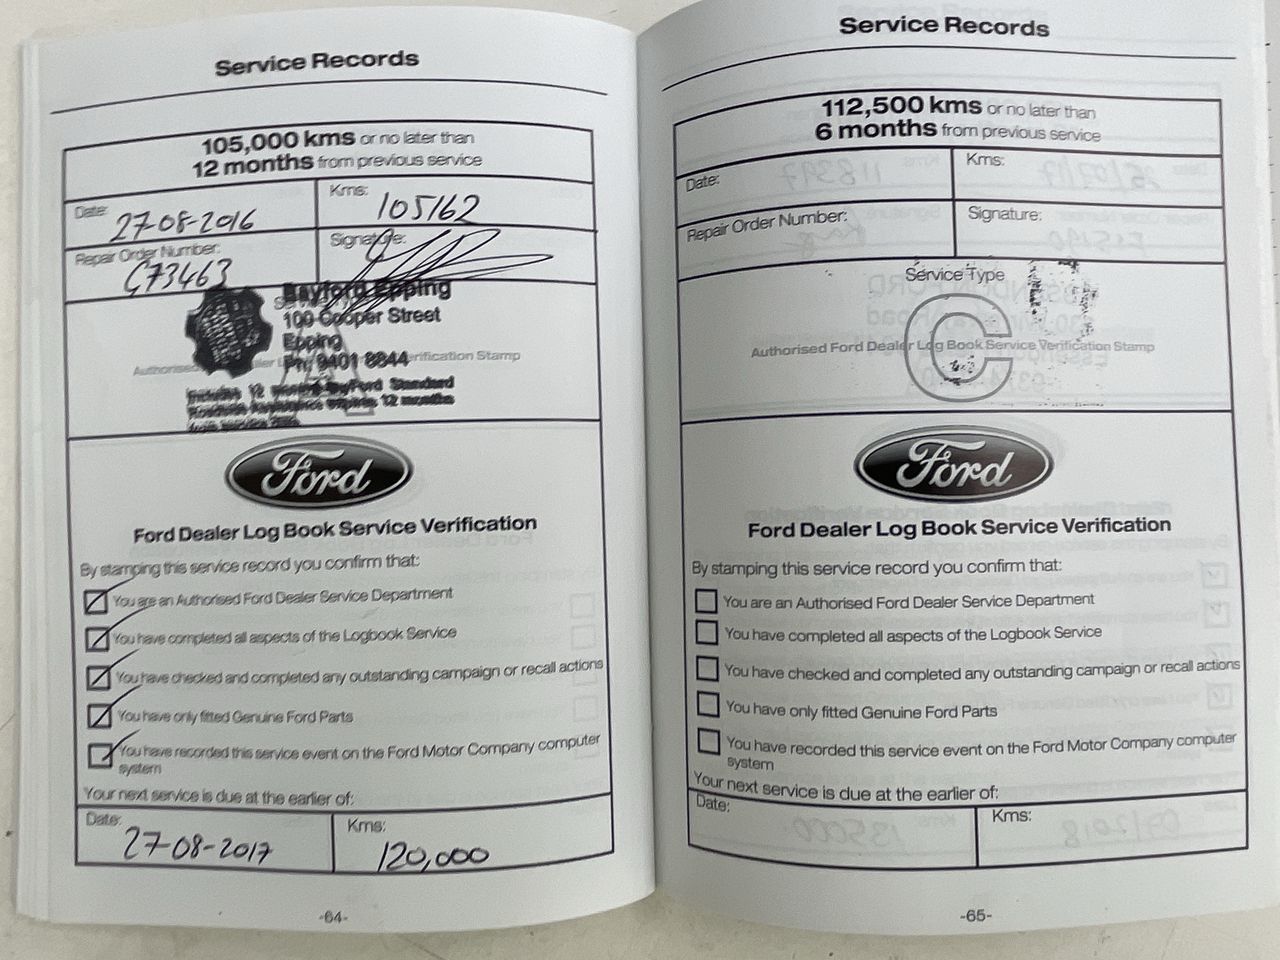 Service Records
105,000 kms or no later than
12 months from previous service
Date: 27-08-2016
Kms: 105162
Repair Order Number: C73463
Signature:
Bayford Epping
100 Cooper Street
Epping
Ph: 9401 8844
Verification Stamp
Includes 12 Standard
Roadside Assistance expires 12 months
Ford
Ford Dealer Log Book Service Verification
By stamping this service record you confirm that:
You are an Authorised Ford Dealer Service Department
You have completed all aspects of the Logbook Service
You have checked and completed any outstanding campaign or recall actions
You have only fitted Genuine Ford Parts
You have recorded this service event on the Ford Motor Company computer
system
Your next service is due at the earlier of:
Date: 27-08-2017
Kms: 120,000
-64-
Service Records
112,500 kms or no later than
6 months from previous service
Date:
Kms:
Repair Order Number:
Signature:
Service Type
C
Authorised Ford Dealer Log Book Service Verification Stamp
Ford
Ford Dealer Log Book Service Verification
By stamping this service record you confirm that:
You are an Authorised Ford Dealer Service Department
You have completed all aspects of the Logbook Service
You have checked and completed any outstanding campaign or recall actions
You have only fitted Genuine Ford Parts
You have recorded this service event on the Ford Motor Company computer
system
Your next service is due at the earlier of:
Date:
Kms:
-65-